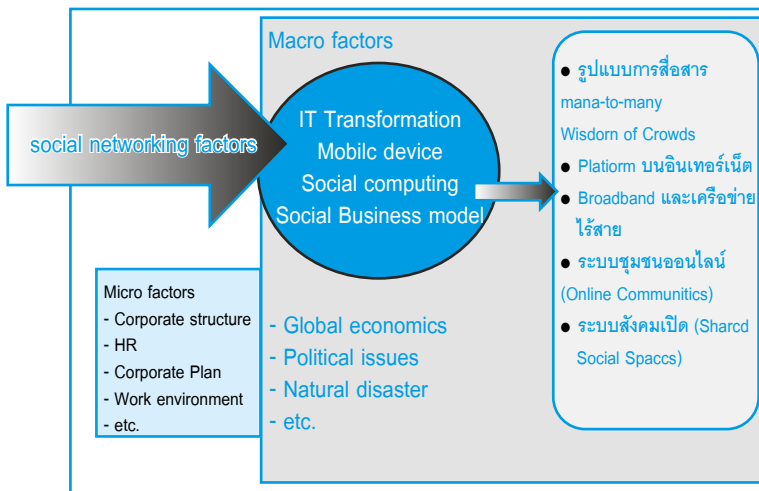 Macro factors
social networking factors
IT Transformation
Mobilc device
Social computing
Social Business model
● รูปแบบการสื่อสาร
mana-to-many
Wisdorn of Crowds
● Platiorm บนอินเทอร์เน็ต
● Broadband และเครือข่าย
ไร้สาย
● ระบบชุมชนออนไลน์
(Online Communitics)
● ระบบสังคมเปิด (Sharcd
Social Spaccs)
Micro factors
- Corporate structure
- HR
- Corporate Plan
- Work environment
- etc.
- Global economics
- Political issues
- Natural disaster
- etc.